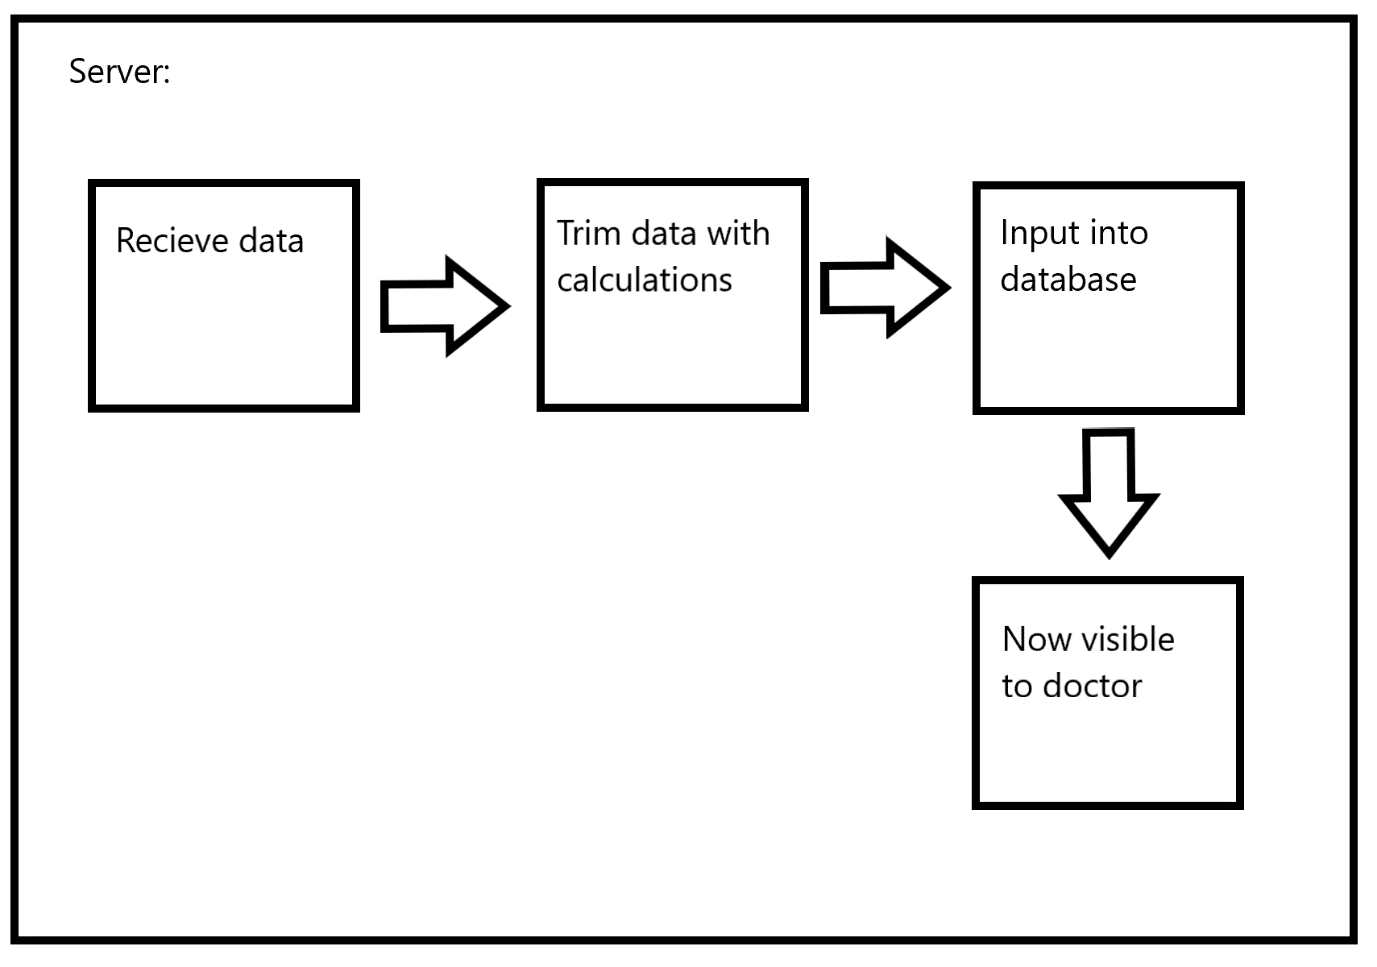 Server:
Recieve data
Trim data with
calculations
Input into
database
Now visible
to doctor